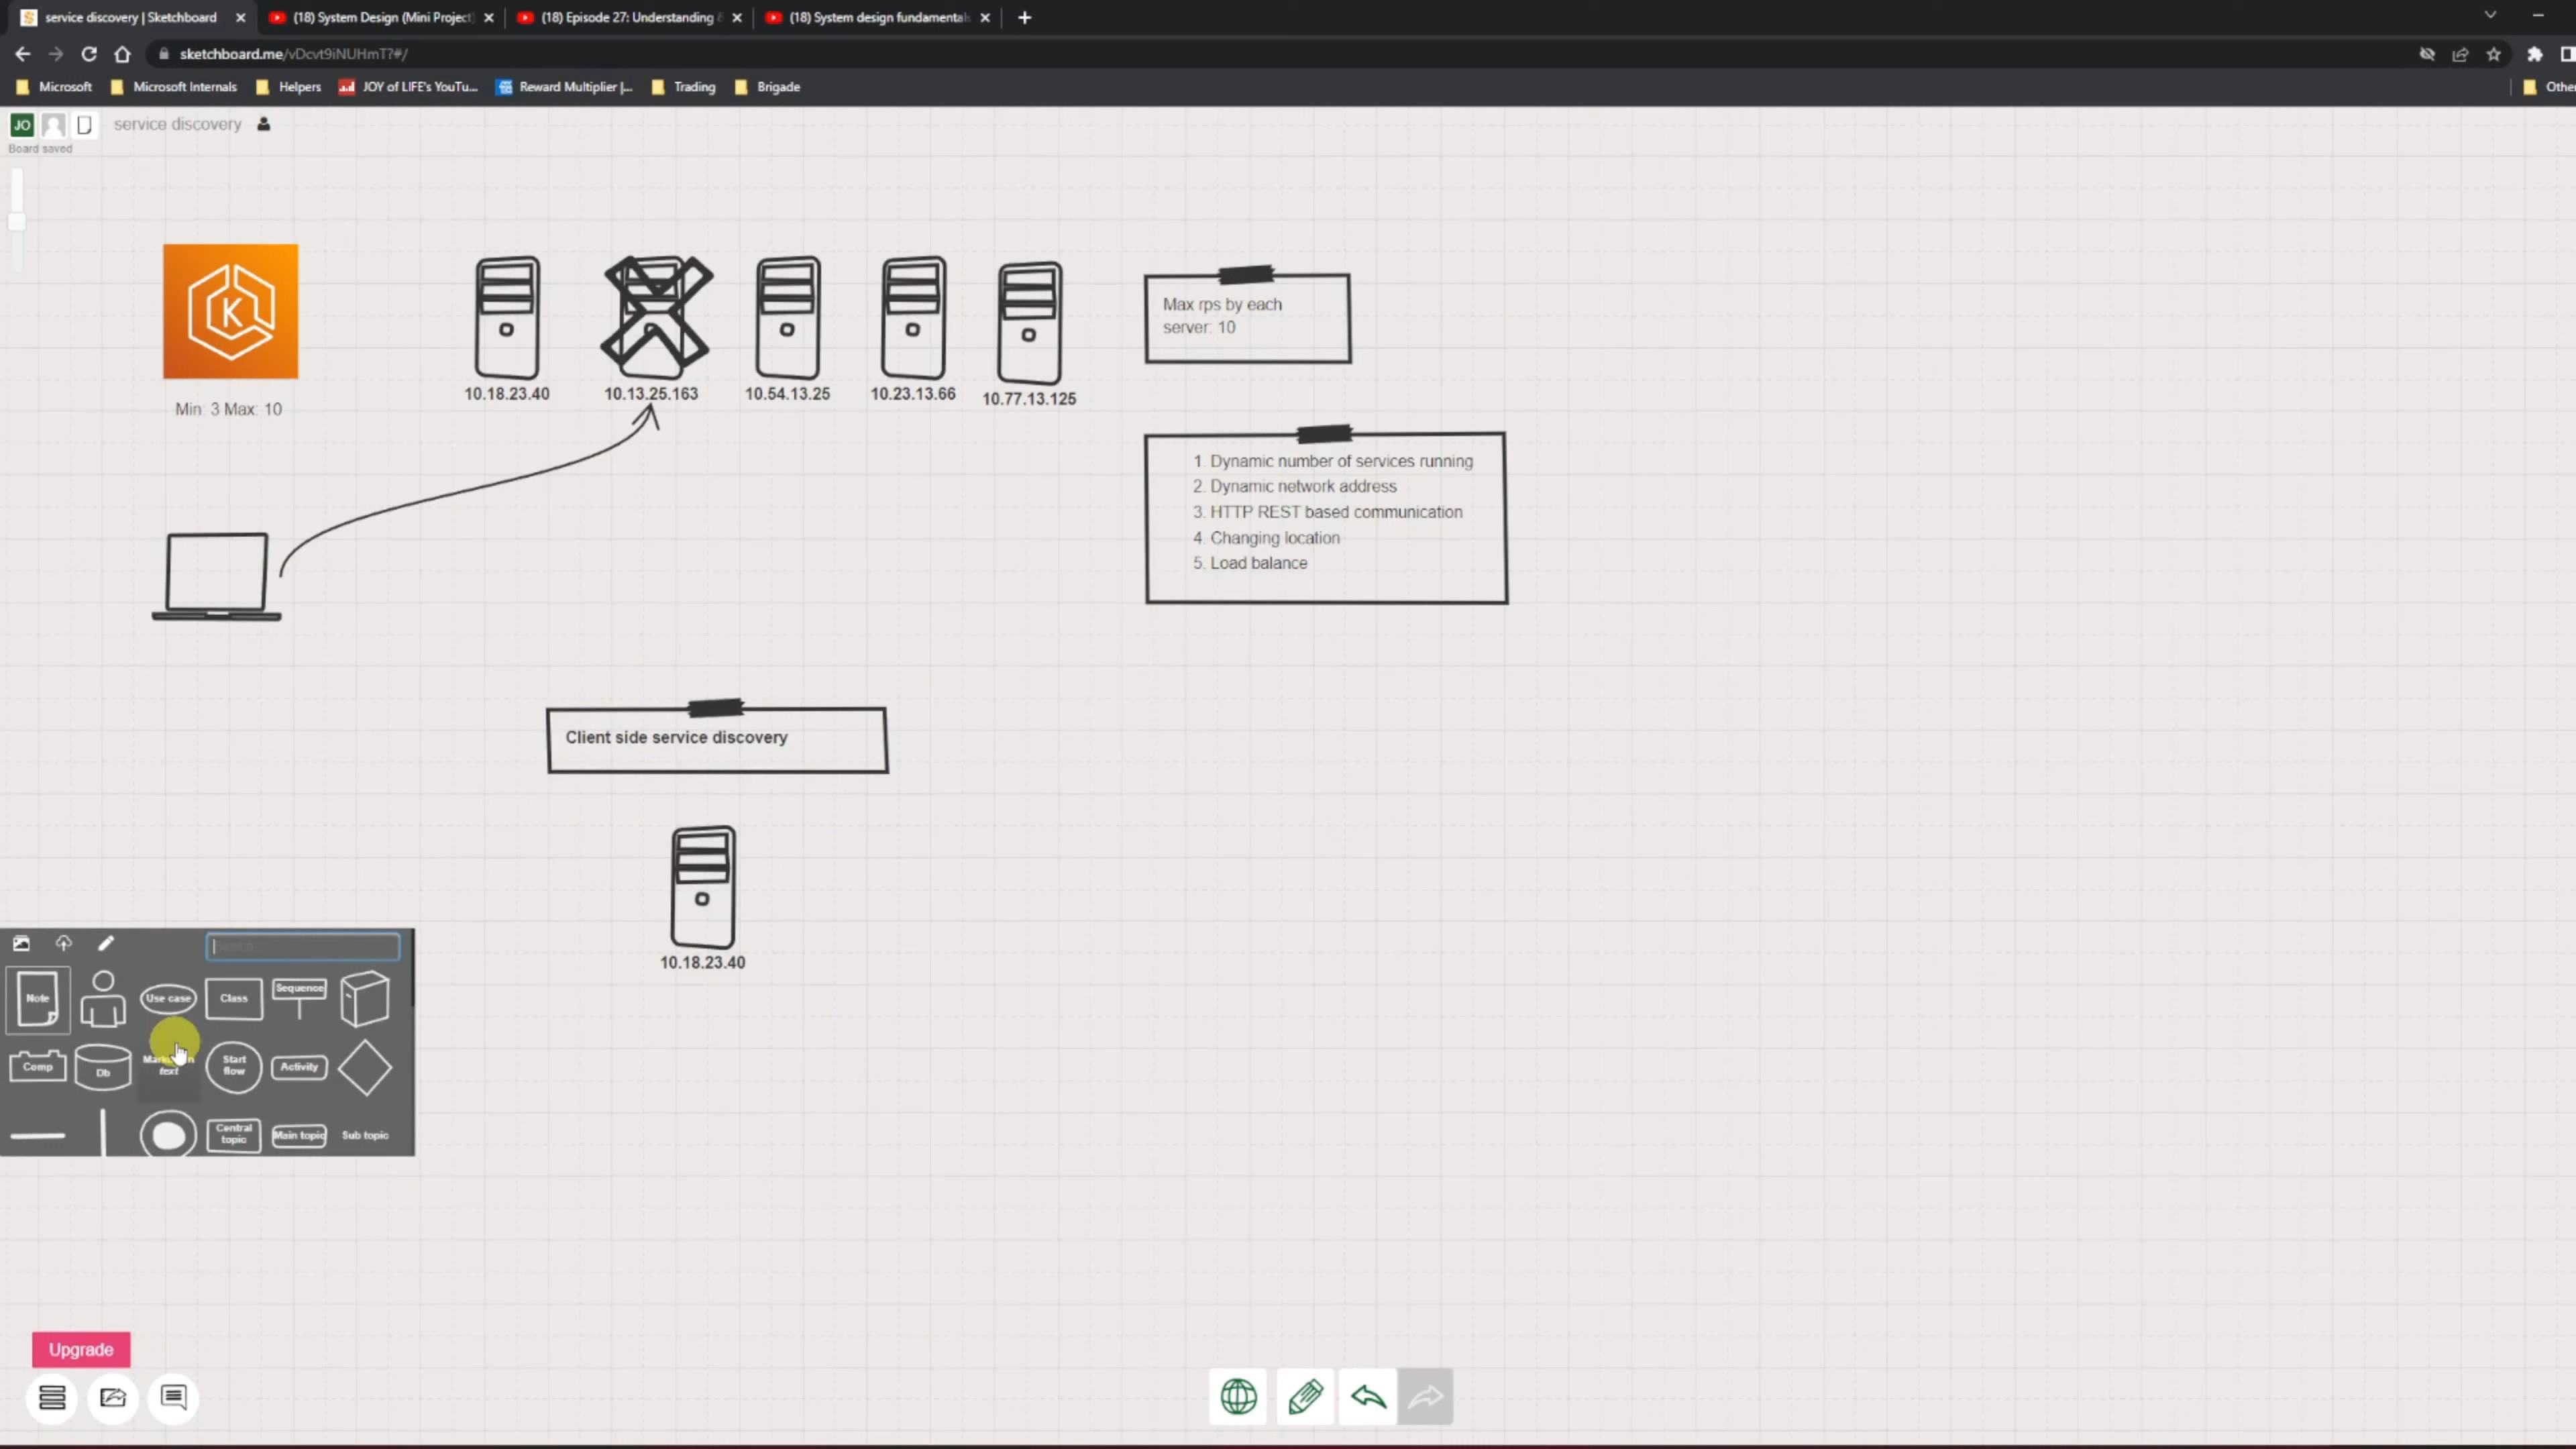 service discovery | Sketchboard
(18) System Design (Mini Project)
(18) Episode 27: Understanding
(18) System design fundamentals
sketchboard.me/vDcvt9iNUHmT?#/
Microsoft
Microsoft Internals
Helpers
JOY of LIFE's YouTu...
Reward Multiplier |...
Trading
Brigade
Other
JO
service discovery
Board saved
K
Min: 3 Max: 10
10.18.23.40
10.13.25.163
10.54.13.25
10.23.13.66
10.77.13.125
Max rps by each
server: 10
1. Dynamic number of services running
2. Dynamic network address
3. HTTP REST based communication
4. Changing location
5. Load balance
Client side service discovery
10.18.23.40
Note
Use case
Class
Sequence
Comp
Db
text
Start
flow
Activity
Central
topic
Main topic
Sub topic
Upgrade